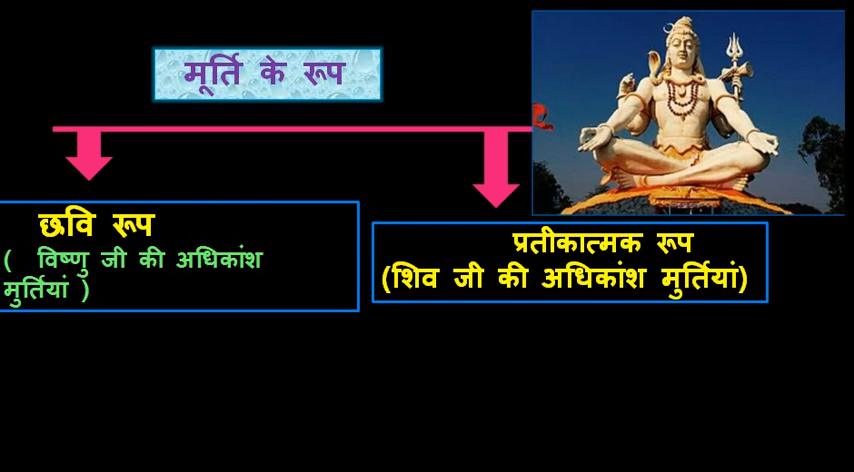 मूर्ति के रूप
छवि रूप
( विष्णु जी की अधिकांश
मुर्तियां )
प्रतीकात्मक रूप
(शिव जी की अधिकांश मुर्तियां)